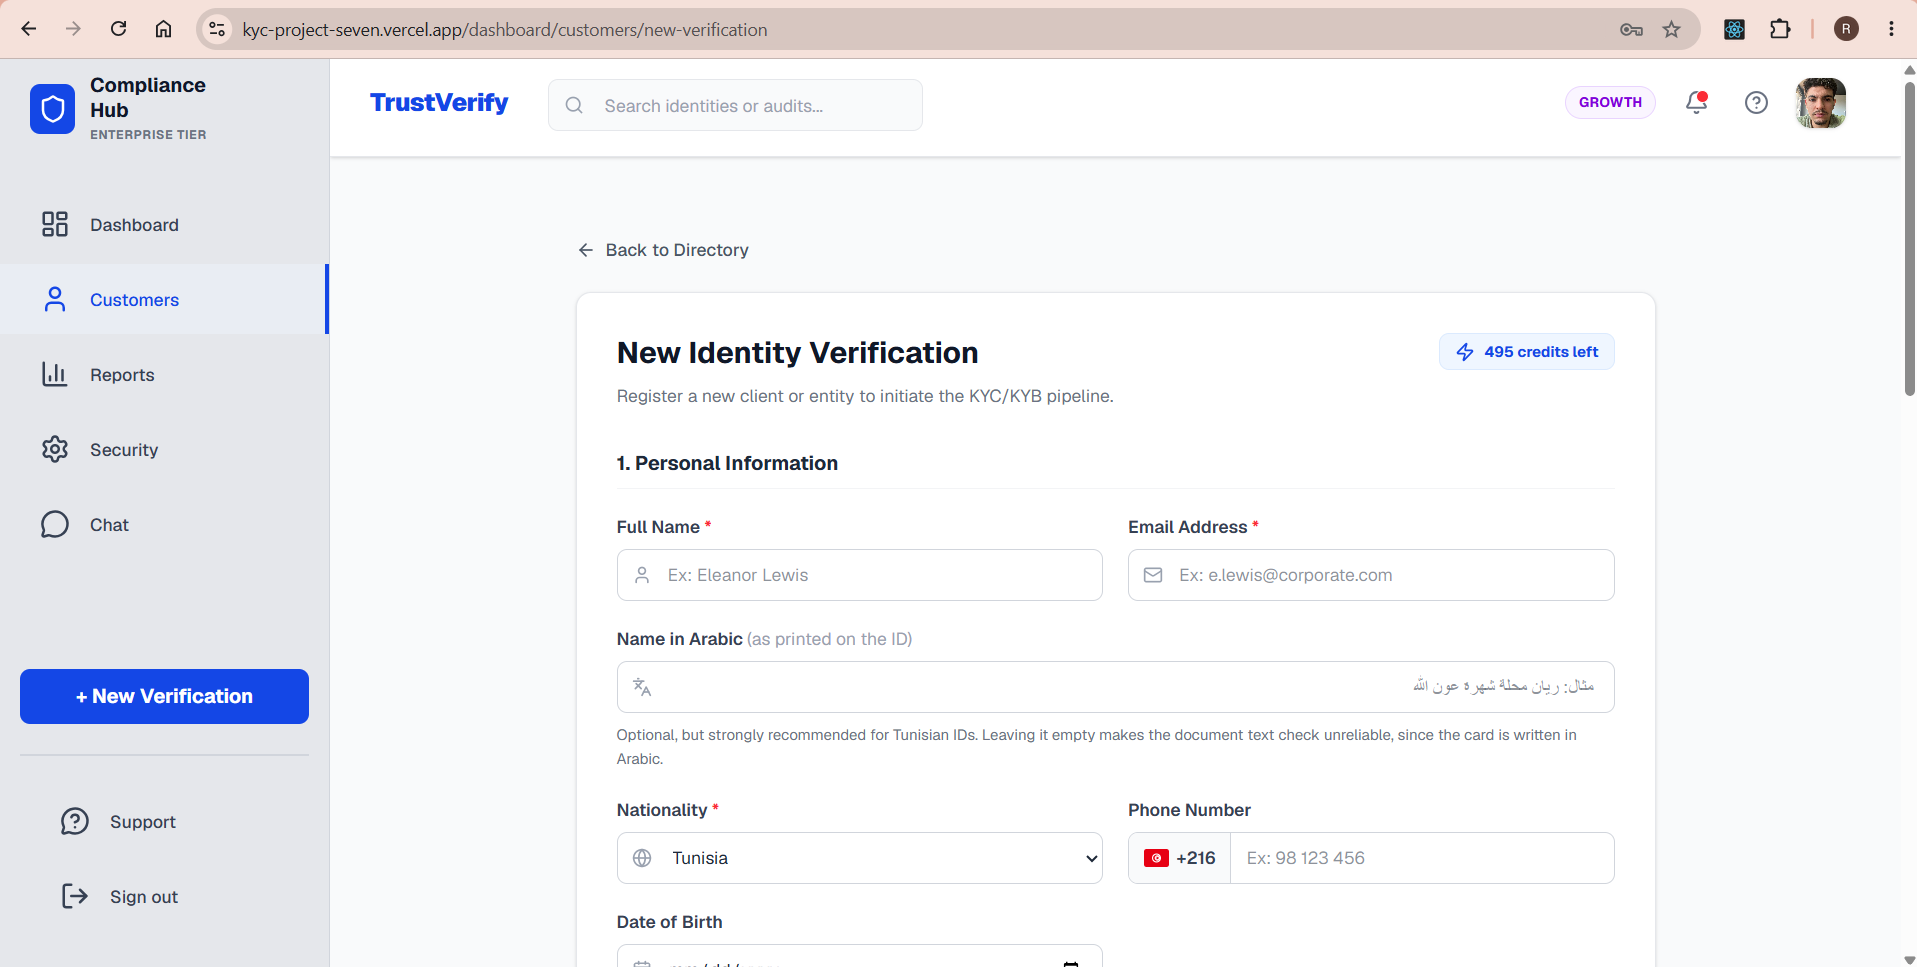 kyc-project-seven.vercel.app/dashboard/customers/new-verification
R
Compliance
Hub
ENTERPRISE TIER
TrustVerify
Search identities or audits...
GROWTH
Dashboard
Customers
Reports
Security
Chat
+ New Verification
Support
Sign out
Back to Directory
New Identity Verification
495 credits left
Register a new client or entity to initiate the KYC/KYB pipeline.
1. Personal Information
Full Name *
Email Address *
Ex: Eleanor Lewis
Ex: e.lewis@corporate.com
Name in Arabic (as printed on the ID)
مثال: ريان محلة شهرة عون الله
Optional, but strongly recommended for Tunisian IDs. Leaving it empty makes the document text check unreliable, since the card is written in
Arabic.
Nationality *
Phone Number
Tunisia
+216
Ex: 98 123 456
Date of Birth